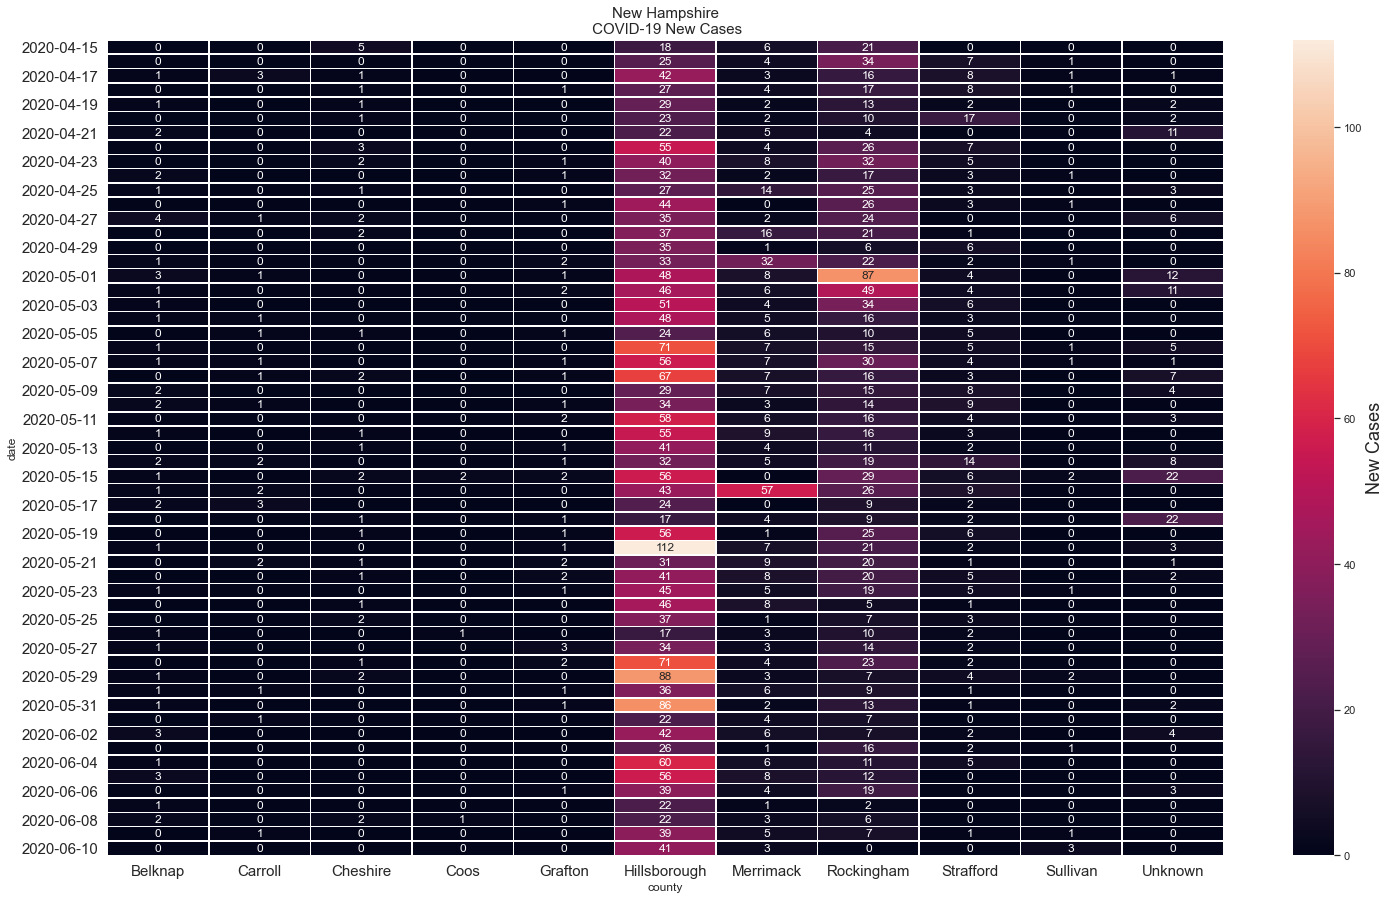 New Hampshire
COVID-19 New Cases
2020-04-15 0 0 5 0 0 18 6 21 0 0 0
0 0 0 0 0 25 4 34 7 1 0
2020-04-17 1 3 1 0 0 42 3 16 8 1 1
0 0 1 0 1 27 4 17 8 1 0
2020-04-19 1 0 1 0 0 29 2 13 2 0 2
0 0 1 0 0 23 2 10 17 0 2
2020-04-21 2 0 0 0 0 22 5 4 0 0 11
0 0 3 0 0 55 4 26 7 0 0
2020-04-23 0 0 2 0 1 40 8 32 5 0 0
2 0 0 0 1 32 2 17 3 1 0
2020-04-25 1 0 1 0 0 27 14 25 3 0 3
0 0 0 0 1 44 0 26 3 1 0
2020-04-27 4 1 2 0 0 35 2 24 0 0 6
0 0 2 0 0 37 16 21 1 0 0
2020-04-29 0 0 0 0 0 35 1 6 6 0 0
1 0 0 0 2 33 32 22 2 1 0
2020-05-01 3 1 0 0 1 48 8 87 4 0 12
1 0 0 0 2 46 6 49 4 0 11
2020-05-03 1 0 0 0 0 51 4 34 6 0 0
1 1 0 0 0 48 5 16 3 0 0
2020-05-05 0 1 1 0 1 24 6 10 5 0 0
1 0 0 0 0 71 7 15 5 1 5
2020-05-07 1 1 0 0 1 56 7 30 4 1 1
0 1 2 0 1 67 7 16 3 0 7
2020-05-09 2 0 0 0 0 29 7 15 8 0 4
2 1 0 0 1 34 3 14 9 0 0
2020-05-11 0 0 0 0 2 58 6 16 4 0 3
1 0 1 0 0 55 9 16 3 0 0
2020-05-13 0 0 1 0 1 41 4 11 2 0 0
2 2 0 0 1 32 5 19 14 0 8
2020-05-15 1 0 2 2 2 56 0 29 6 2 22
1 2 0 0 0 43 57 26 9 0 0
2020-05-17 2 3 0 0 0 24 0 9 2 0 0
0 0 1 0 1 17 4 9 2 0 22
2020-05-19 0 0 1 0 1 56 1 25 6 0 0
1 0 0 0 1 112 7 21 2 0 3
2020-05-21 0 2 1 0 2 31 9 20 1 0 1
0 0 1 0 2 41 8 20 5 0 2
2020-05-23 1 0 0 0 1 45 5 19 5 1 0
0 0 1 0 0 46 8 5 1 0 0
2020-05-25 0 0 2 0 0 37 1 7 3 0 0
1 0 0 1 0 17 3 10 2 0 0
2020-05-27 1 0 0 0 3 34 3 14 2 0 0
0 0 1 0 2 71 4 23 2 0 0
2020-05-29 1 0 2 0 0 88 3 7 4 2 0
1 1 0 0 1 36 6 9 1 0 0
2020-05-31 1 0 0 0 1 86 2 13 1 0 2
0 1 0 0 0 22 4 7 0 0 0
2020-06-02 3 0 0 0 0 42 6 7 2 0 4
0 0 0 0 0 26 1 16 2 1 0
2020-06-04 1 0 0 0 0 60 6 11 5 0 0
3 0 0 0 0 56 8 12 0 0 0
2020-06-06 0 0 0 0 1 39 4 19 0 0 3
1 0 0 0 0 22 1 2 0 0 0
2020-06-08 2 0 2 1 0 22 3 6 0 0 0
0 1 0 0 0 39 5 7 1 1 0
2020-06-10 0 0 0 0 0 41 3 0 0 3 0
Belknap Carroll Cheshire Coos Grafton Hillsborough Merrimack Rockingham Strafford Sullivan Unknown
county
date
100
80
60
40
20
0
New Cases